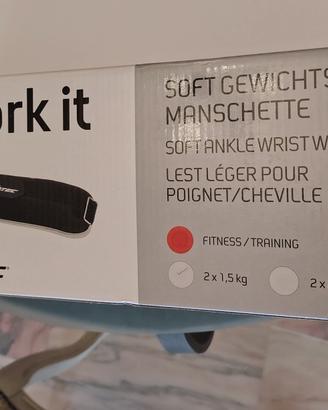 ork it
SOFT GEWICHTS
MANSCHETTE
SOFT ANKLE WRIST W
LEST LÉGER POUR
POIGNET/CHEVILLE
FITNESS / TRAINING
2 x 1,5 kg
2 x